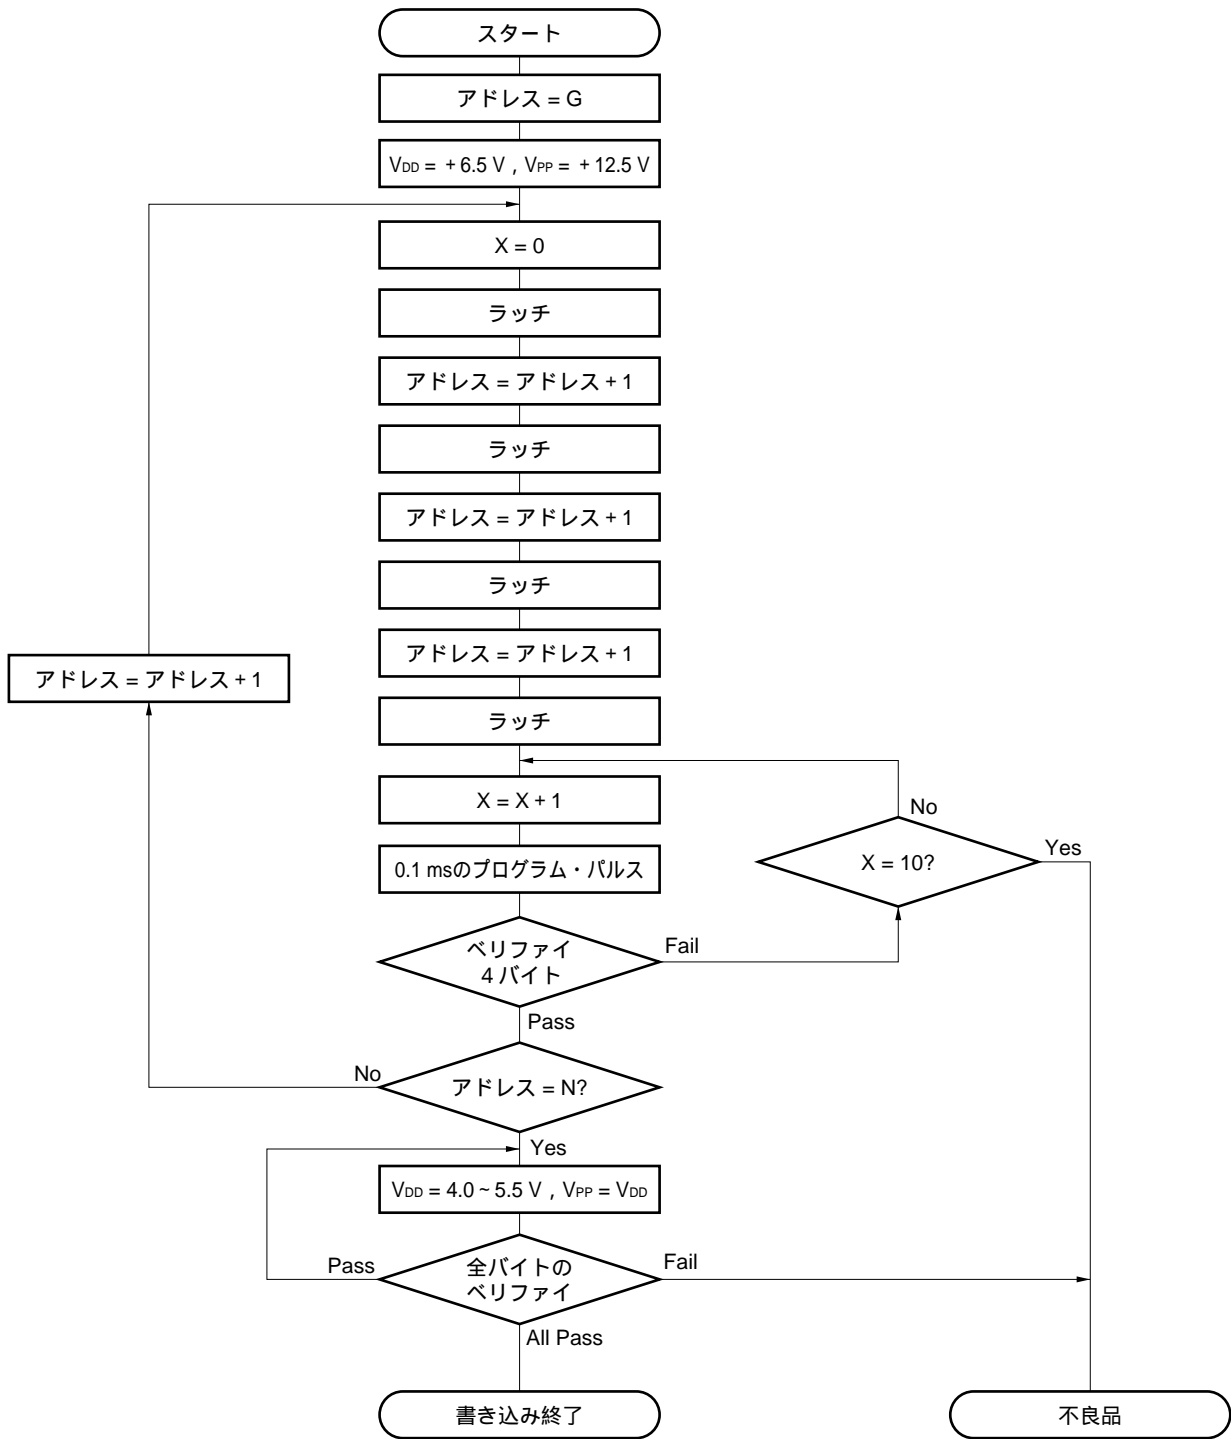 スタート
アドレス = G
VDD = +6.5 V , VPP = +12.5 V
X = 0
ラッチ
アドレス = アドレス + 1
ラッチ
アドレス = アドレス + 1
ラッチ
アドレス = アドレス + 1
アドレス = アドレス + 1
ラッチ
X = X + 1
No
0.1 msのプログラム・パルス
X = 10?
Yes
ベリファイ
4 バイト
Fail
Pass
No
アドレス = N?
Yes
VDD = 4.0 ~ 5.5 V , VPP = VDD
Pass
全バイトの
ベリファイ
Fail
All Pass
書き込み終了
不良品